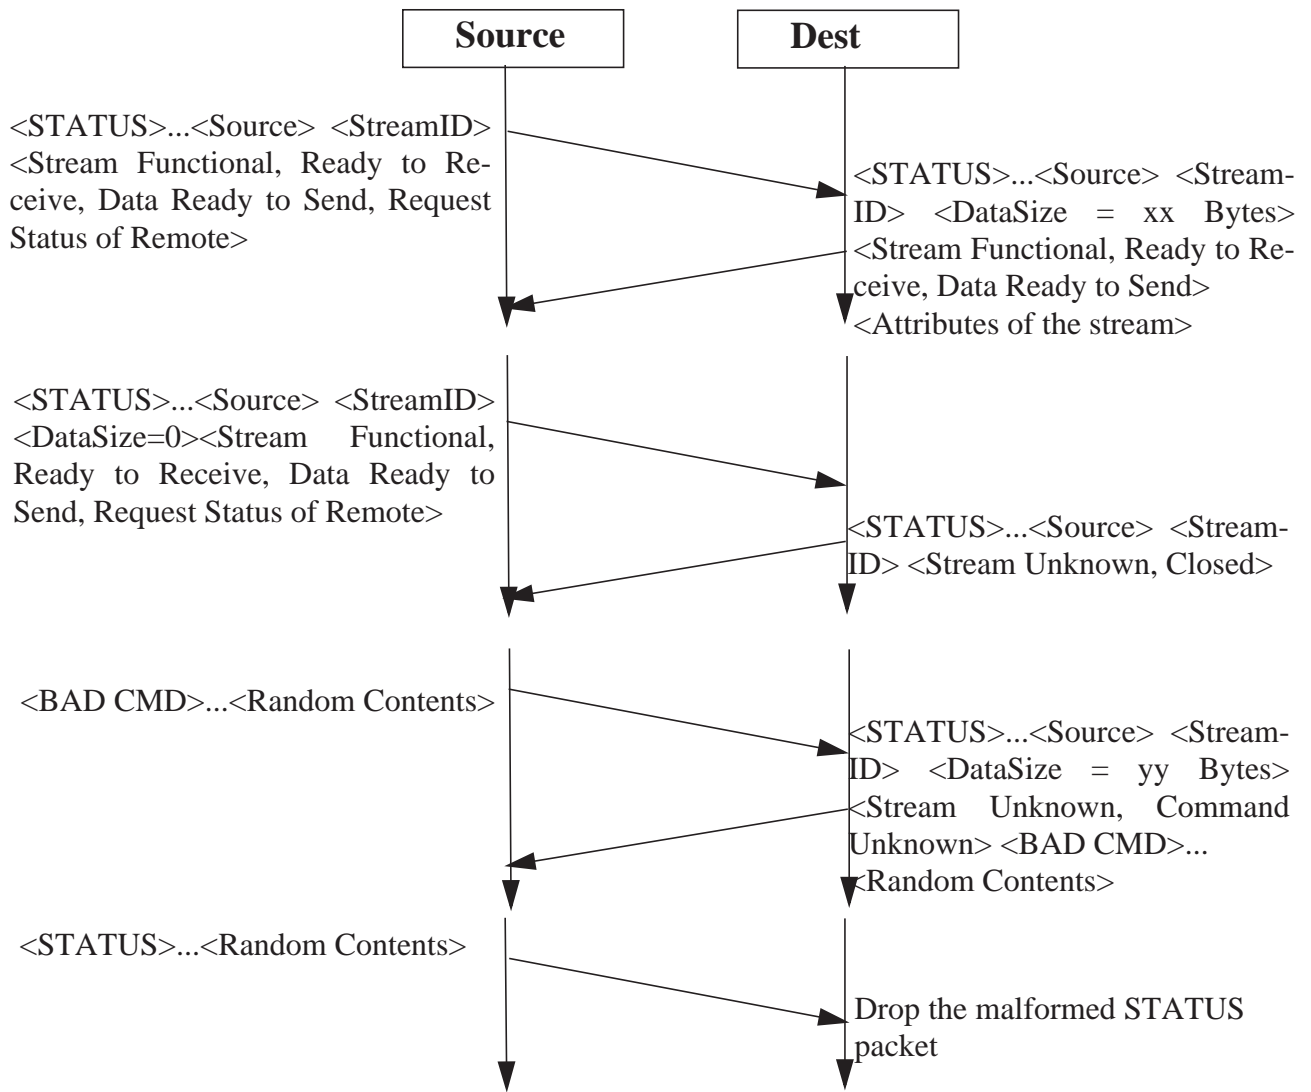 Source
Dest
<STATUS>...<Source> <StreamID>
<Stream Functional, Ready to Re-
ceive, Data Ready to Send, Request
Status of Remote>
<STATUS>...<Source> <Stream-
ID> <DataSize = xx Bytes>
<Stream Functional, Ready to Re-
ceive, Data Ready to Send>
<Attributes of the stream>
<STATUS>...<Source> <StreamID>
<DataSize=0><Stream Functional,
Ready to Receive, Data Ready to
Send, Request Status of Remote>
<STATUS>...<Source> <Stream-
ID> <Stream Unknown, Closed>
<BAD CMD>...<Random Contents>
<STATUS>...<Source> <Stream-
ID> <DataSize = yy Bytes>
<Stream Unknown, Command
Unknown> <BAD CMD>...
<Random Contents>
<STATUS>...<Random Contents>
Drop the malformed STATUS
packet